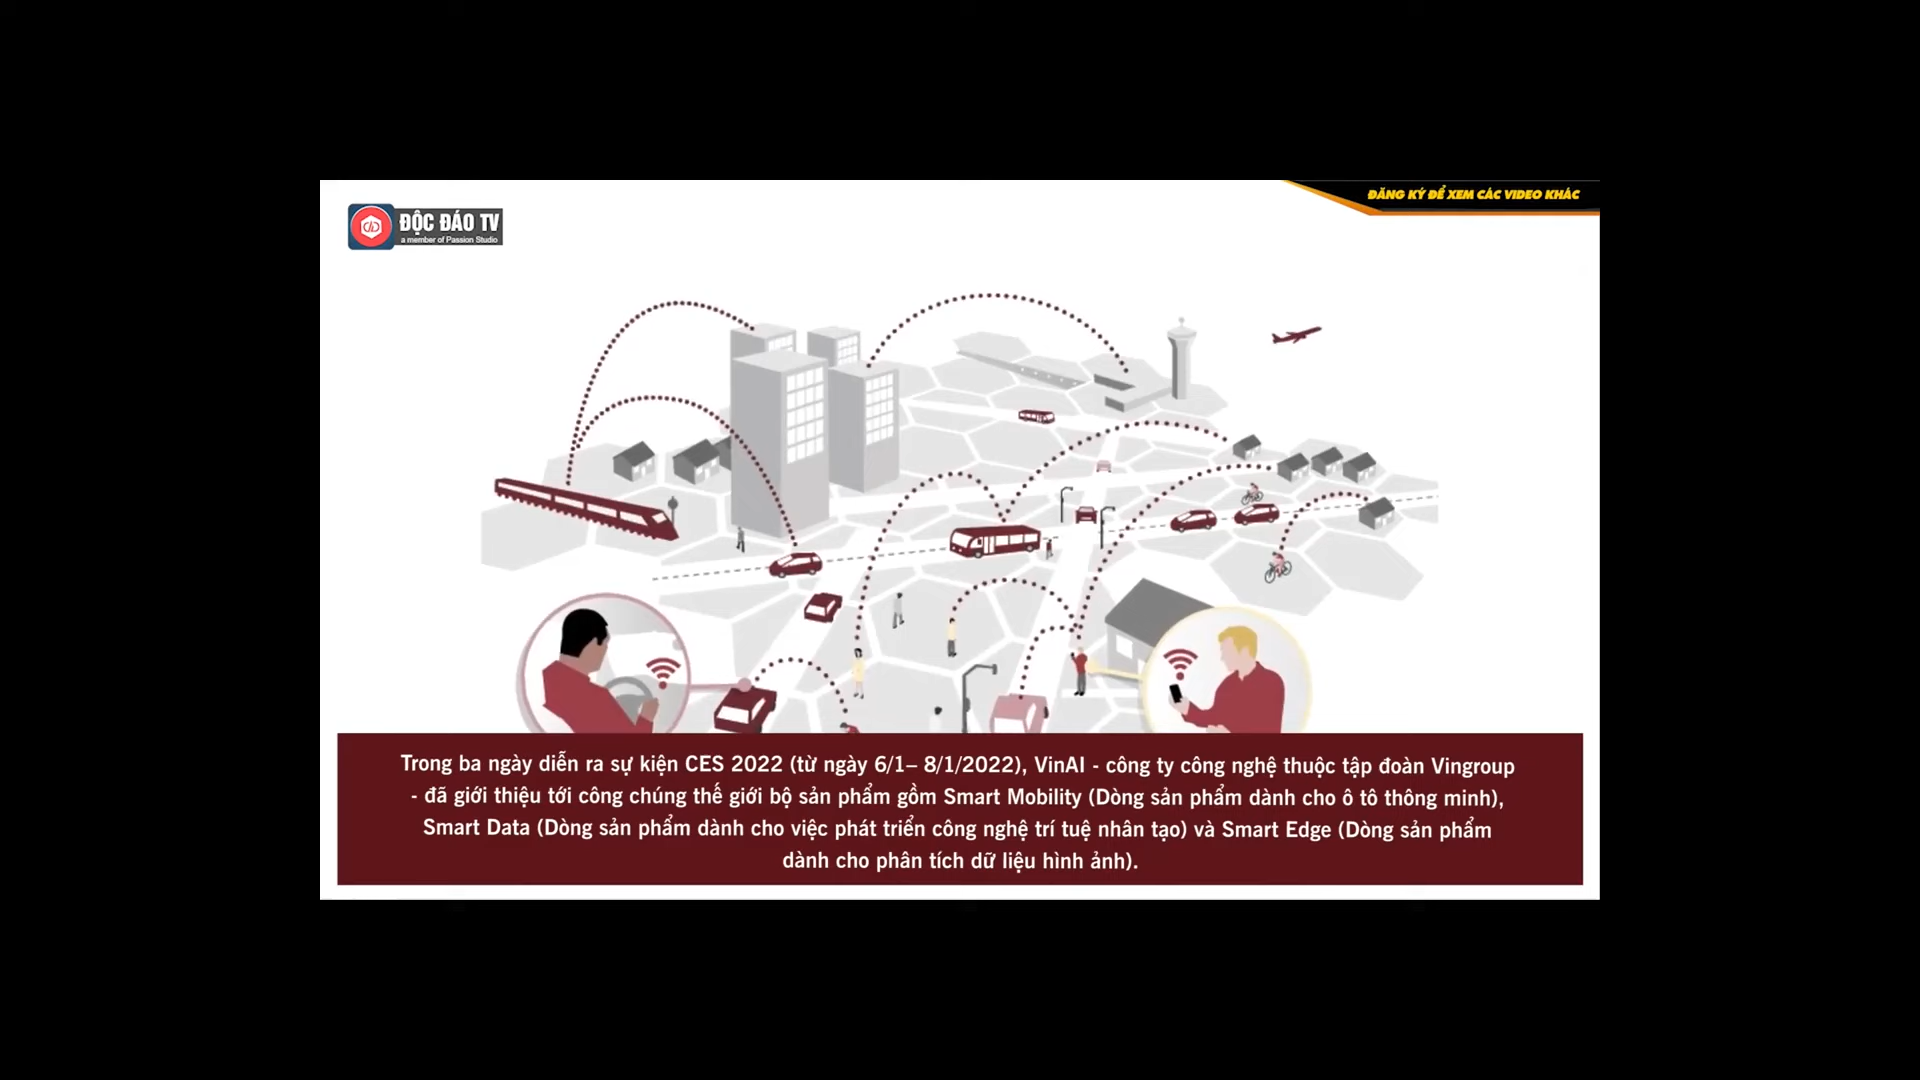 ĐỘC ĐÁO TV
a member of Passion Studio
ĐĂNG KÝ ĐỂ XEM CÁC VIDEO KHÁC
Trong ba ngày diễn ra sự kiện CES 2022 (từ ngày 6/1– 8/1/2022), VinAI - công ty công nghệ thuộc tập đoàn Vingroup
- đã giới thiệu tới công chúng thế giới bộ sản phẩm gồm Smart Mobility (Dòng sản phẩm dành cho ô tô thông minh),
Smart Data (Dòng sản phẩm dành cho việc phát triển công nghệ trí tuệ nhân tạo) và Smart Edge (Dòng sản phẩm
dành cho phân tích dữ liệu hình ảnh).